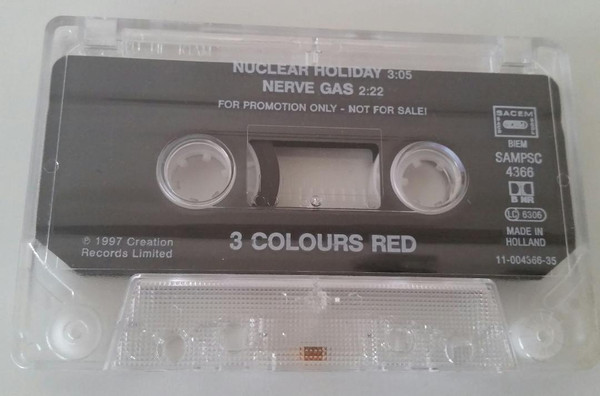 NUCLEAR HOLIDAY 3:05
NERVE GAS 2:22
FOR PROMOTION ONLY - NOT FOR SALE!
SACEM
BIEM
SAMPSC
4366
B NR
LC 6305
MADE IN
HOLLAND
11-004366-35
3 COLOURS RED
℗ 1997 Creation
Records Limited